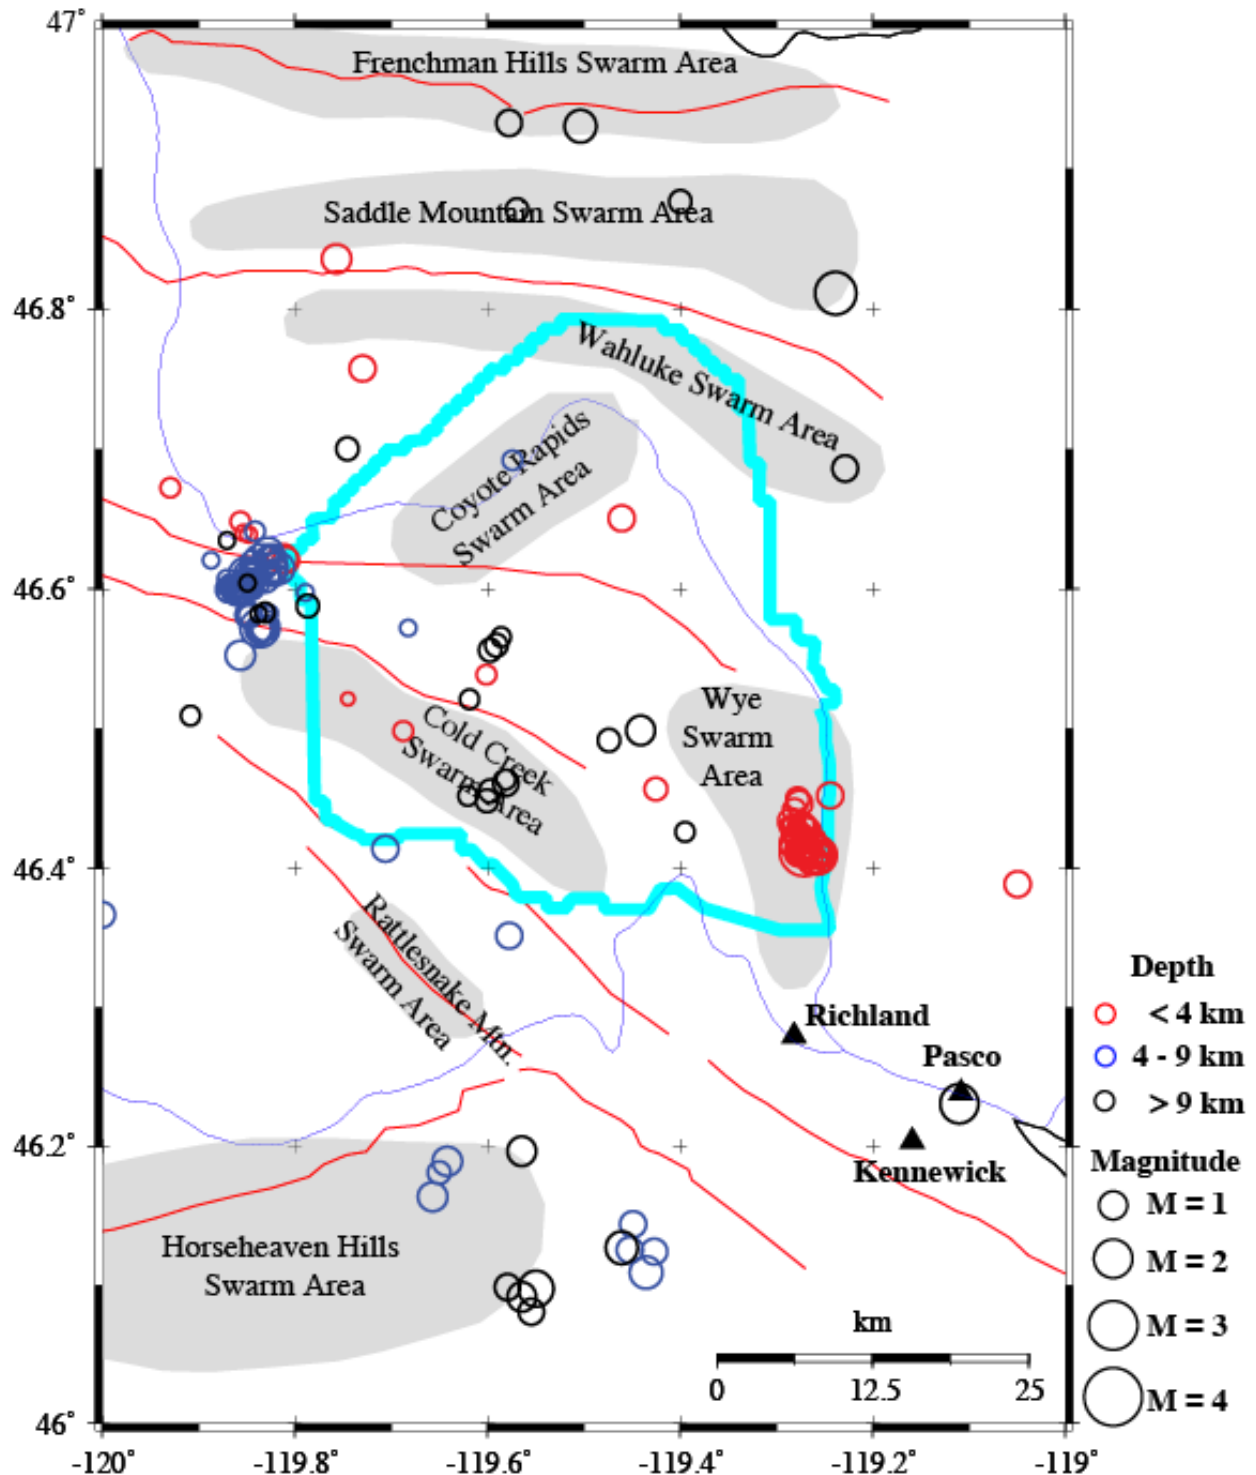 47°
Frenchman Hills Swarm Area
Saddle Mountain Swarm Area
46.8°
Wahluke Swarm Area
Coyote Rapids
Swarm Area
46.6°
Wye
Swarm
Area
Cold Creek
Swarm Area
46.4°
Rattlesnake Mtn.
Swarm Area
Depth
< 4 km
4 - 9 km
> 9 km
Richland
Pasco
Kennewick
46.2°
Magnitude
M = 1
M = 2
M = 3
M = 4
Horseheaven Hills
Swarm Area
km
0 12.5 25
46°
-120° -119.8° -119.6° -119.4° -119.2° -119°